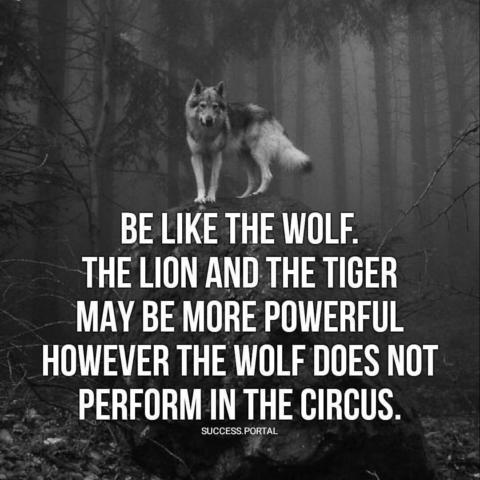 BE LIKE THE WOLF.
THE LION AND THE TIGER
MAY BE MORE POWERFUL
HOWEVER THE WOLF DOES NOT
PERFORM IN THE CIRCUS.
SUCCESS.PORTAL